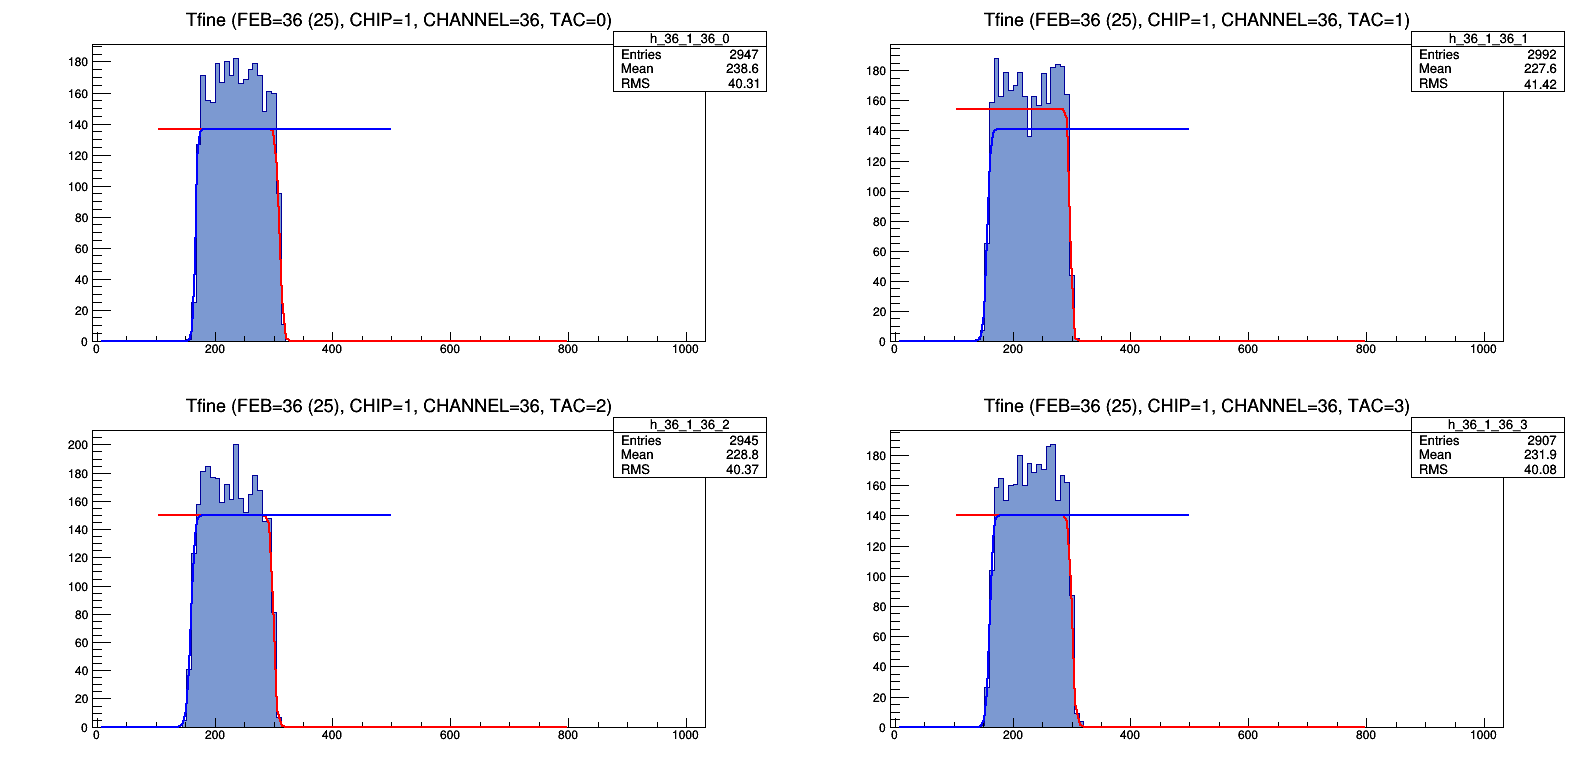 Tfine (FEB=36 (25), CHIP=1, CHANNEL=36, TAC=0)
h_36_1_36_0
Entries 2947
Mean 238.6
RMS 40.31
180
160
140
120
100
80
60
40
20
0
0 200 400 600 800 1000
Tfine (FEB=36 (25), CHIP=1, CHANNEL=36, TAC=1)
h_36_1_36_1
Entries 2992
Mean 227.6
RMS 41.42
180
160
140
120
100
80
60
40
20
0
0 200 400 600 800 1000
Tfine (FEB=36 (25), CHIP=1, CHANNEL=36, TAC=2)
h_36_1_36_2
Entries 2945
Mean 228.8
RMS 40.37
200
180
160
140
120
100
80
60
40
20
0
0 200 400 600 800 1000
Tfine (FEB=36 (25), CHIP=1, CHANNEL=36, TAC=3)
h_36_1_36_3
Entries 2907
Mean 231.9
RMS 40.08
180
160
140
120
100
80
60
40
20
0
0 200 400 600 800 1000